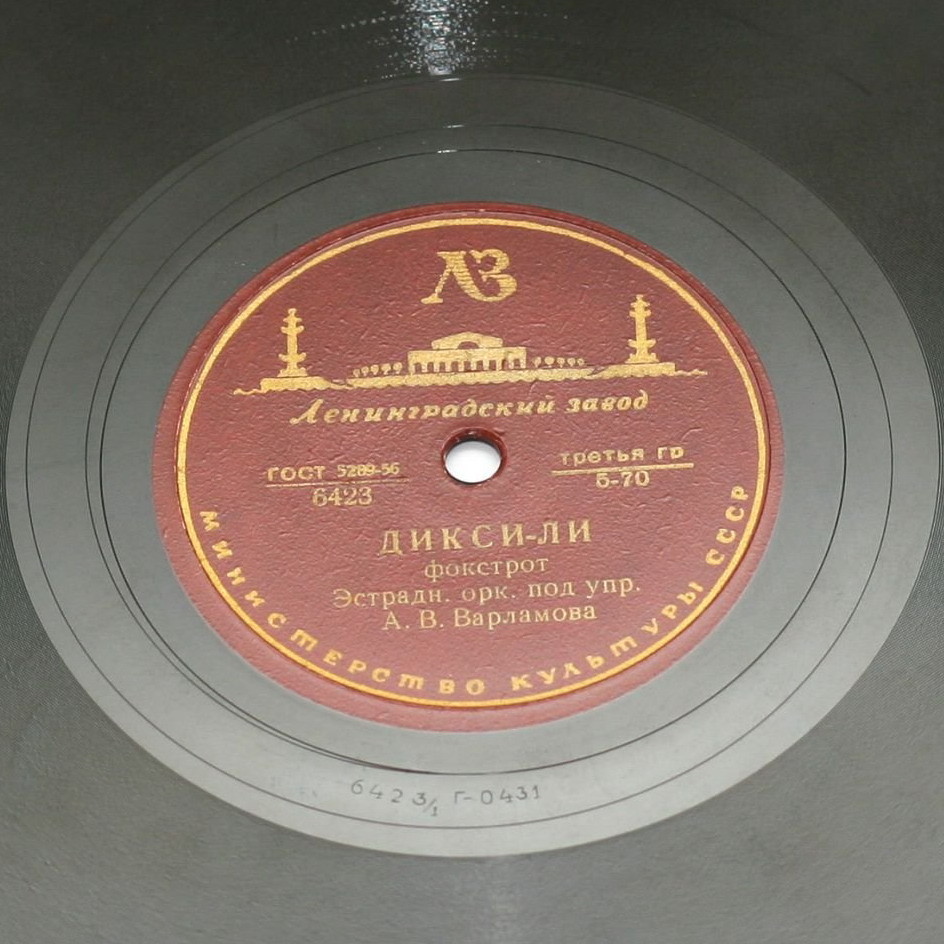 ЛЗ
Ленинградский завод
ГОСТ 5289-56
6423
третья гр
5-70
ДИКСИ-ЛИ
фокстрот
Эстрадн. орк. под упр.
А. В. Варламова
МИНИСТЕРСТВО КУЛЬТУРЫ СССР
6423/1 Г-0431